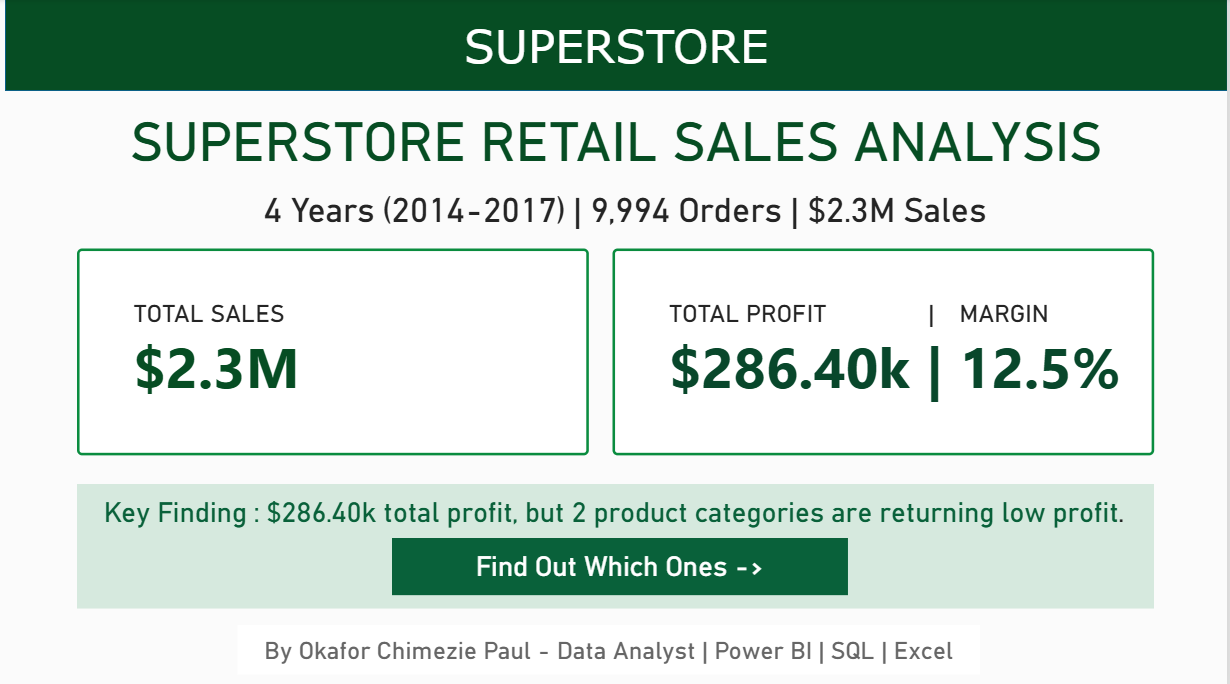 SUPERSTORE
SUPERSTORE RETAIL SALES ANALYSIS
4 Years (2014-2017) | 9,994 Orders | $2.3M Sales
TOTAL SALES
$2.3M
TOTAL PROFIT | MARGIN
$286.40k | 12.5%
Key Finding : $286.40k total profit, but 2 product categories are returning low profit.
Find Out Which Ones ->
By Okafor Chimezie Paul - Data Analyst | Power BI | SQL | Excel